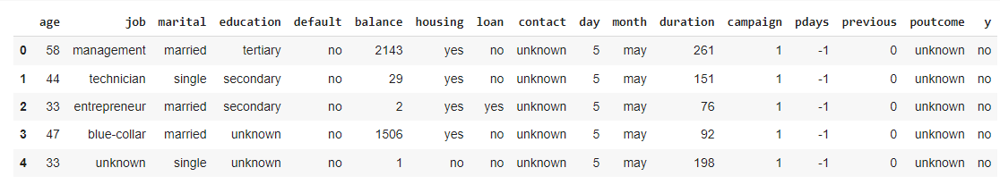 age job marital education default balance housing loan contact day month duration campaign pdays previous poutcome y
0 58 management married tertiary no 2143 yes no unknown 5 may 261 1 -1 0 unknown no
1 44 technician single secondary no 29 yes no unknown 5 may 151 1 -1 0 unknown no
2 33 entrepreneur married secondary no 2 yes yes unknown 5 may 76 1 -1 0 unknown no
3 47 blue-collar married unknown no 1506 yes no unknown 5 may 92 1 -1 0 unknown no
4 33 unknown single unknown no 1 no no unknown 5 may 198 1 -1 0 unknown no